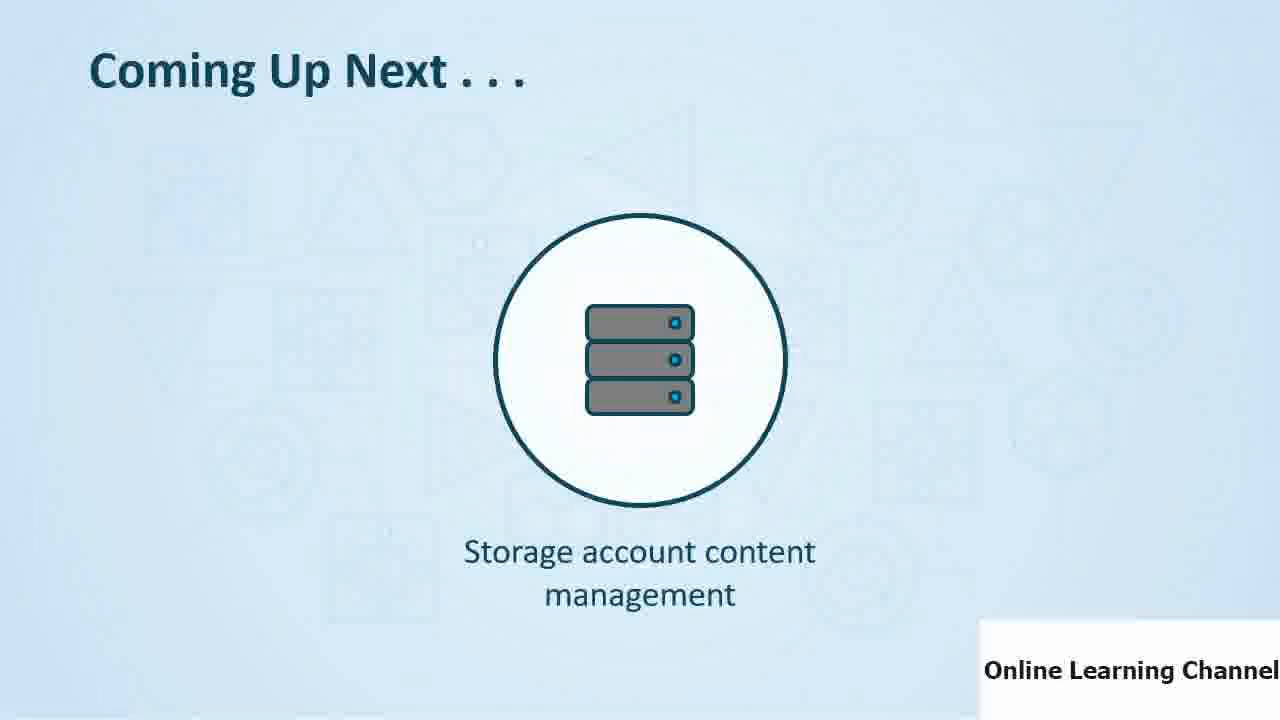 Coming Up Next . . .
Storage account content
management
Online Learning Channel